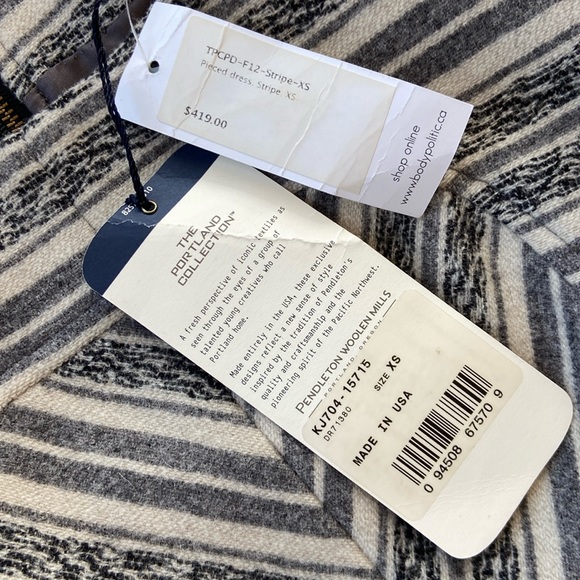 TPCPD-F12-Stripe-XS
Pieced dress, Stripe, XS
$419.00
shop online
www.bodypolitic.ca
THE
PORTLAND
COLLECTION™
A fresh perspective of iconic textiles as
seen through the eyes of a group of
talented young creatives who call
Portland home.
Made entirely in the USA, these exclusive
designs reflect a new sense of style
inspired by the tradition of Pendleton's
quality and craftsmanship and the
pioneering spirit of the Pacific Northwest.
PENDLETON WOOLEN MILLS
PORTLAND, OREGON
KJ704-15715
DR71380 SIZE XS
MADE IN USA
0 94508 67570 9